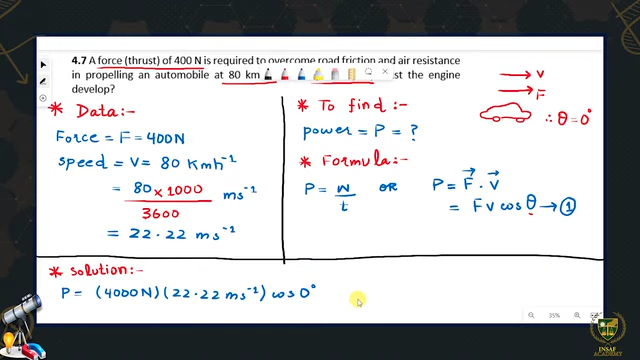 4.7 A force (thrust) of 400 N is required to overcome road friction and air resistance
in propelling an automobile at 80 km st the engine
develop?
* Data:-
Force = F = 400N
speed = V = 80 Kmh⁻¹
= 80 × 1000 / 3600 ms⁻¹
= 22.22 ms⁻¹
* To find :-
power = P = ?
* Formula:-
P = W/t OR P = F⃗ . V⃗
= F V cos θ → ①
V
F
∴ θ = 0°
* Solution:-
P = (4000N) (22.22 ms⁻¹) cos 0°
35%
INSAF
ACADEMY